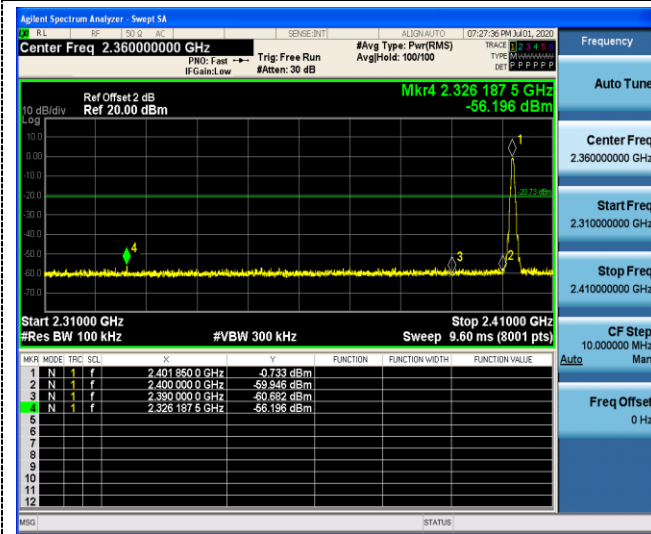 Agilent Spectrum Analyzer - Swept SA
RL RF 50 Ω AC SENSE:INT ALIGNAUTO 07:27:36 PM Jul 01, 2020
Center Freq 2.360000000 GHz
PNO: Fast
IFGain:Low
Trig: Free Run
#Atten: 30 dB
#Avg Type: Pwr(RMS)
Avg|Hold: 100/100
TRACE 1 2 3 4 5 6
TYPE M
DET P P P P P P
Mkr4 2.326 187 5 GHz
-56.196 dBm
Ref Offset 2 dB
10 dB/div Ref 20.00 dBm
Log
10.0
0.00
-10.0
-20.0
-30.0
-40.0
-50.0
-60.0
-70.0
-20.73 dBm
1
4
3
2
Start 2.31000 GHz Stop 2.41000 GHz
#Res BW 100 kHz #VBW 300 kHz Sweep 9.60 ms (8001 pts)
MKR MODE TRC SCL X Y FUNCTION FUNCTION WIDTH FUNCTION VALUE
1 N 1 f 2.401 850 0 GHz -0.733 dBm
2 N 1 f 2.400 000 0 GHz -59.946 dBm
3 N 1 f 2.390 000 0 GHz -60.682 dBm
4 N 1 f 2.326 187 5 GHz -56.196 dBm
5
6
7
8
9
10
11
12
MSG STATUS
Frequency
Auto Tune
Center Freq
2.360000000 GHz
Start Freq
2.310000000 GHz
Stop Freq
2.410000000 GHz
CF Step
10.000000 MHz
Auto Man
Freq Offset
0 Hz